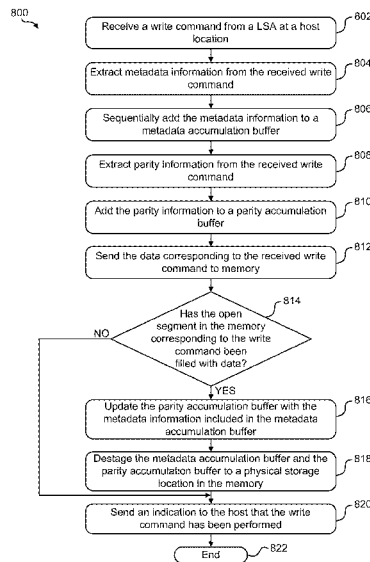 800
Receive a write command from a LSA at a host
location
802
Extract metadata information from the received write
command
804
Sequentially add the metadata information to a
metadata accumulation buffer
806
Extract parity information from the received write
command
808
Add the parity information to a parity accumulation
buffer
810
Send the data corresponding to the received write
command to memory
812
Has the open
segment in the memory
corresponding to the write
command been
filled with data?
814
NO
YES
Update the parity accumulation buffer with the
metadata information included in the metadata
accumulation buffer
816
Destage the metadata accumulation buffer and the
parity accumulation buffer to a physical storage
location in the memory
818
Send an indication to the host that the write
command has been performed
820
End
822